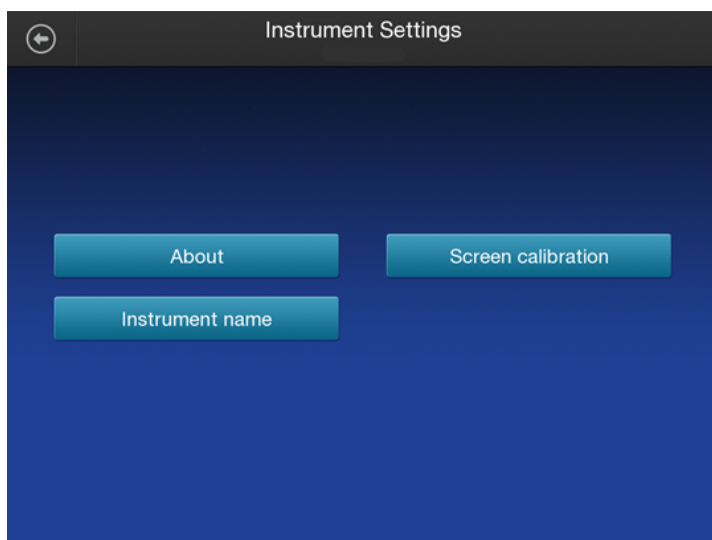 Instrument Settings
About
Screen calibration
Instrument name